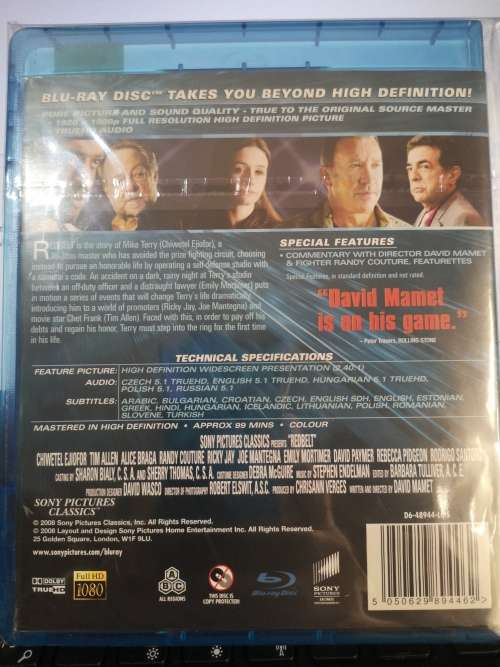 BLU-RAY DISC™ TAKES YOU BEYOND HIGH DEFINITION!
PURE PICTURE AND SOUND QUALITY - TRUE TO THE ORIGINAL SOURCE MASTER
• 1920 x 1080p FULL RESOLUTION HIGH DEFINITION PICTURE
• TRUEHD AUDIO
REDBELT is the story of Mike Terry (Chiwetel Ejiofor), a
Jiu-Jitsu master who has avoided the prize fighting circuit, choosing
instead to pursue an honorable life by operating a self-defense studio with
a samurai's code. An accident on a dark, rainy night at Terry's studio
between an off-duty officer and a distraught lawyer (Emily Mortimer) puts
in motion a series of events that will change Terry's life dramatically
introducing him to a world of promoters (Ricky Jay, Joe Mantegna) and
movie star Chet Frank (Tim Allen). Faced with this, in order to pay off his
debts and regain his honor, Terry must step into the ring for the first time
in his life.
SPECIAL FEATURES
• COMMENTARY WITH DIRECTOR DAVID MAMET
& FIGHTER RANDY COUTURE, FEATURETTES
Special Features, in standard definition and not rated.
"David Mamet
is on his game."
- Peter Travers, ROLLING STONE
TECHNICAL SPECIFICATIONS
FEATURE PICTURE: HIGH DEFINITION WIDESCREEN PRESENTATION (2.40:1)
AUDIO: CZECH 5.1 TRUEHD, ENGLISH 5.1 TRUEHD, HUNGARIAN 5.1 TRUEHD,
POLISH 5.1, RUSSIAN 5.1
SUBTITLES: ARABIC, BULGARIAN, CROATIAN, CZECH, ENGLISH SDH, ENGLISH, ESTONIAN,
GREEK, HINDI, HUNGARIAN, ICELANDIC, LITHUANIAN, POLISH, ROMANIAN,
SLOVENE, TURKISH
MASTERED IN HIGH DEFINITION • APPROX 99 MINS • COLOUR
SONY PICTURES CLASSICS PRESENTS "REDBELT"
CHIWETEL EJIOFOR TIM ALLEN ALICE BRAGA RANDY COUTURE RICKY JAY JOE MANTEGNA EMILY MORTIMER DAVID PAYMER REBECCA PIDGEON RODRIGO SANTORO
CASTING BY SHARON BIALY, C.S.A. AND SHERRY THOMAS, C.S.A. COSTUME DESIGNER DEBRA McGUIRE MUSIC BY STEPHEN ENDELMAN EDITED BY BARBARA TULLIVER, A.C.E.
PRODUCTION DESIGNER DAVID WASCO DIRECTOR OF PHOTOGRAPHY ROBERT ELSWIT, A.S.C. PRODUCED BY CHRISANN VERGES WRITTEN AND DIRECTED BY DAVID MAMET
SONY PICTURES
CLASSICS™
© 2008 Sony Pictures Classics, Inc. All Rights Reserved.
© 2008 Layout and Design Sony Pictures Home Entertainment Inc. All Rights Reserved.
25 Golden Square, London, W1F 9LU.
www.sonypictures.com/bluray
DOLBY
TRUEHD
Full HD
1080
ABC
ALL REGIONS
THIS DISC IS
COPY PROTECTED
Blu-ray Disc
SONY
PICTURES
HOME
5 050629 894462 >